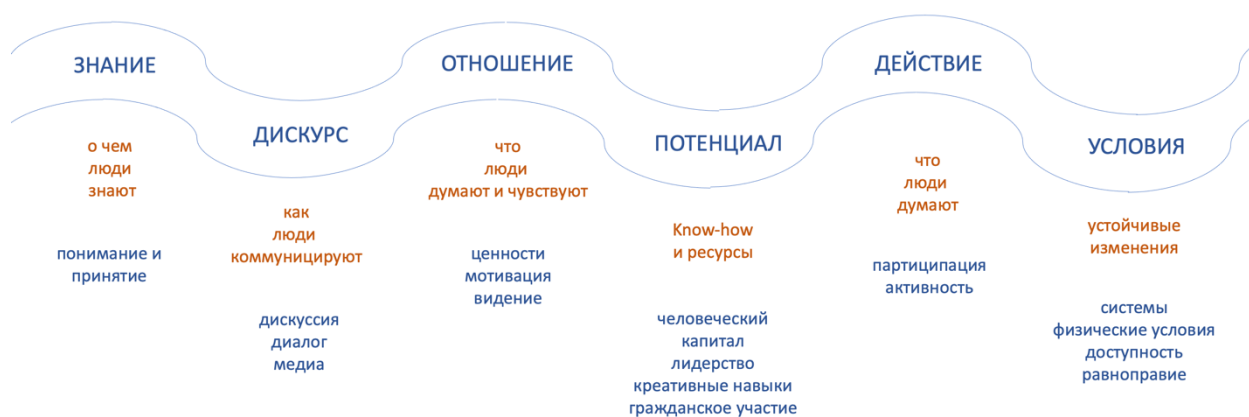 ЗНАНИЕ
о чем
люди
знают
понимание и
принятие
ДИСКУРС
как
люди
коммуницируют
дискуссия
диалог
медиа
ОТНОШЕНИЕ
что
люди
думают и чувствуют
ценности
мотивация
видение
ПОТЕНЦИАЛ
Know-how
и ресурсы
человеческий
капитал
лидерство
креативные навыки
гражданское участие
ДЕЙСТВИЕ
что
люди
думают
партиципация
активность
УСЛОВИЯ
устойчивые
изменения
системы
физические условия
доступность
равноправие